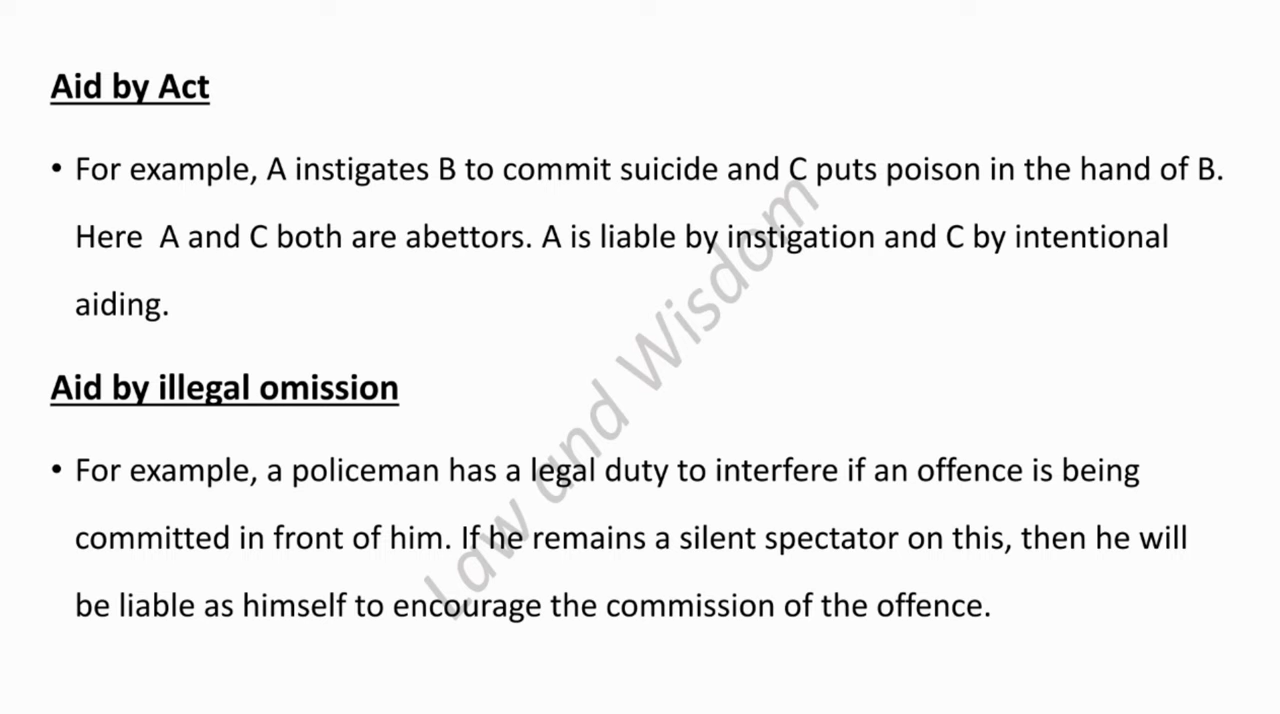 Aid by Act
• For example, A instigates B to commit suicide and C puts poison in the hand of B.
Here A and C both are abettors. A is liable by instigation and C by intentional
aiding.
Aid by illegal omission
• For example, a policeman has a legal duty to interfere if an offence is being
committed in front of him. If he remains a silent spectator on this, then he will
be liable as himself to encourage the commission of the offence.
Law and Wisdom